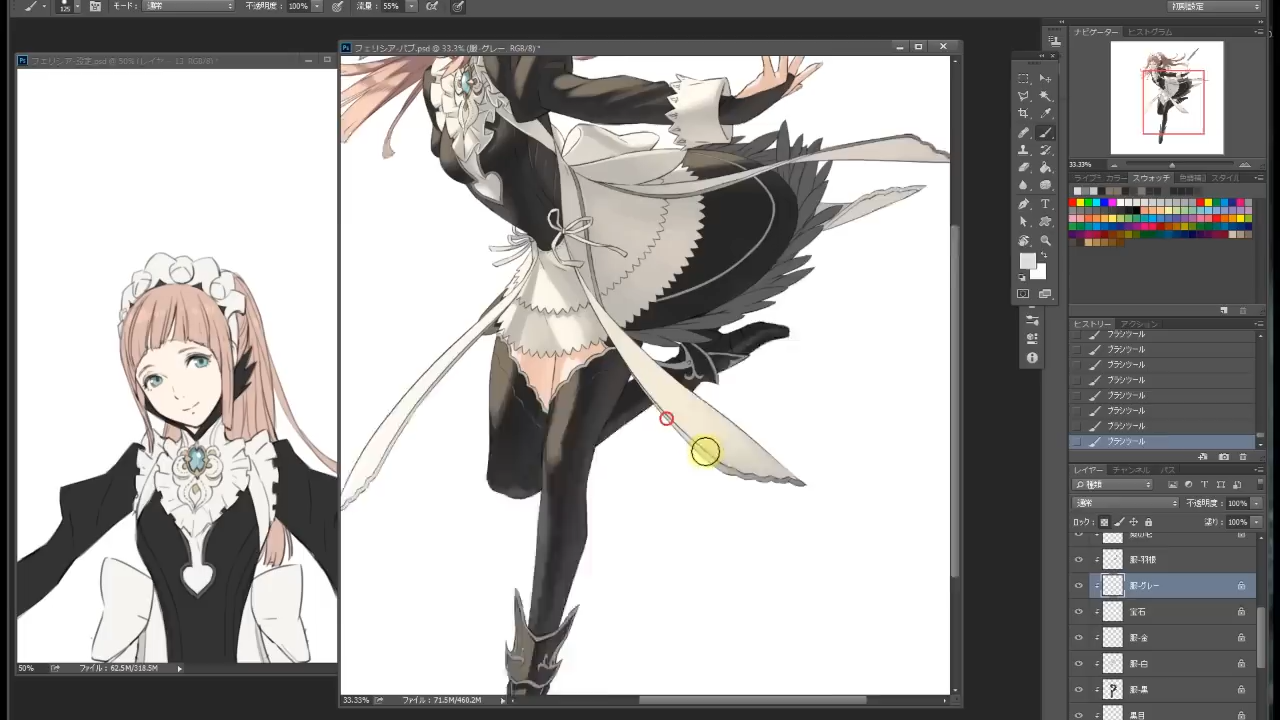 125
モード： 通常
不透明度： 100%
流量： 55%
初期設定
フェリシア-設定.psd @ 50% (レイヤー 13, RGB/8) *
フェリシア-パブ.psd @ 33.3% (服-グレー, RGB/8) *
50%
ファイル : 62.5M/318.5M
33.33%
ファイル : 71.5M/460.2M
ナビゲーター
ヒストグラム
33.33%
カラー
スウォッチ
ヒストリー
アクション
ブラシツール
ブラシツール
ブラシツール
ブラシツール
ブラシツール
ブラシツール
ブラシツール
ブラシツール
レイヤー
チャンネル
パス
種類
通常
不透明度： 100%
ロック：
塗り： 100%
服-羽根
服-グレー
宝石
服-金
服-白
服-黒
黒目